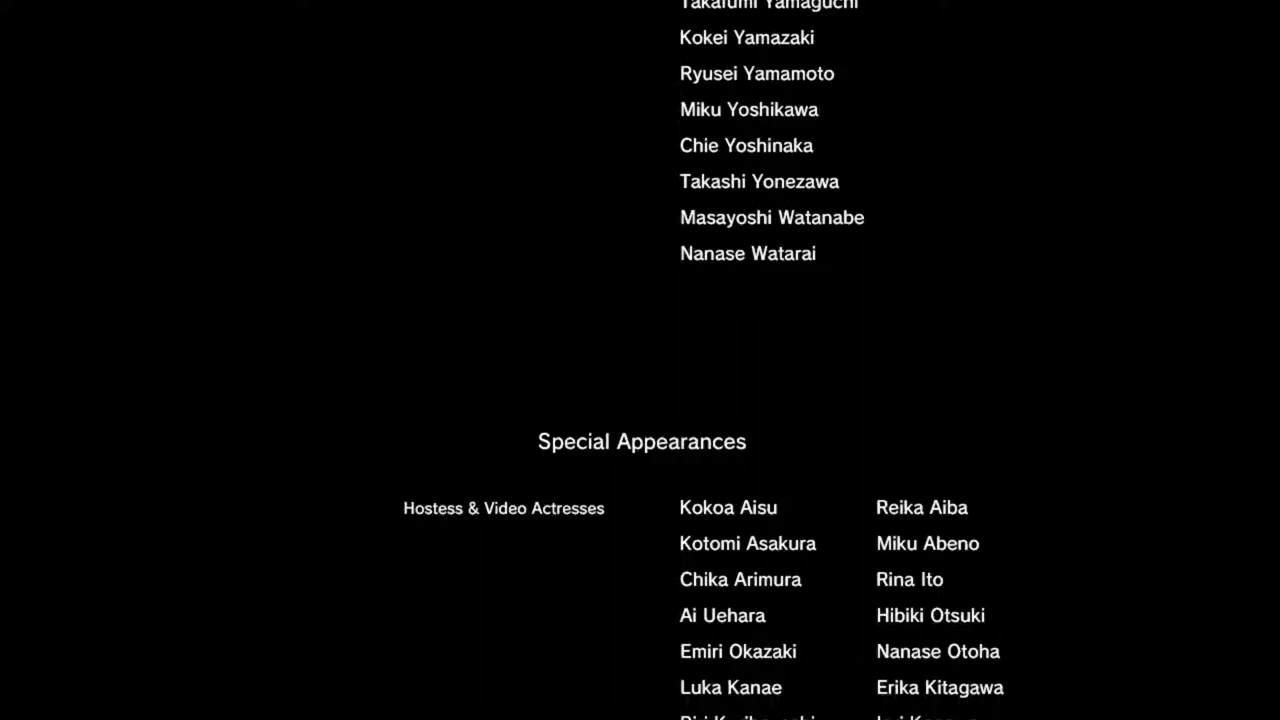 Takafumi Yamaguchi
Kokei Yamazaki
Ryusei Yamamoto
Miku Yoshikawa
Chie Yoshinaka
Takashi Yonezawa
Masayoshi Watanabe
Nanase Watarai
Special Appearances
Hostess & Video Actresses Kokoa Aisu Reika Aiba
Kotomi Asakura Miku Abeno
Chika Arimura Rina Ito
Ai Uehara Hibiki Otsuki
Emiri Okazaki Nanase Otoha
Luka Kanae Erika Kitagawa